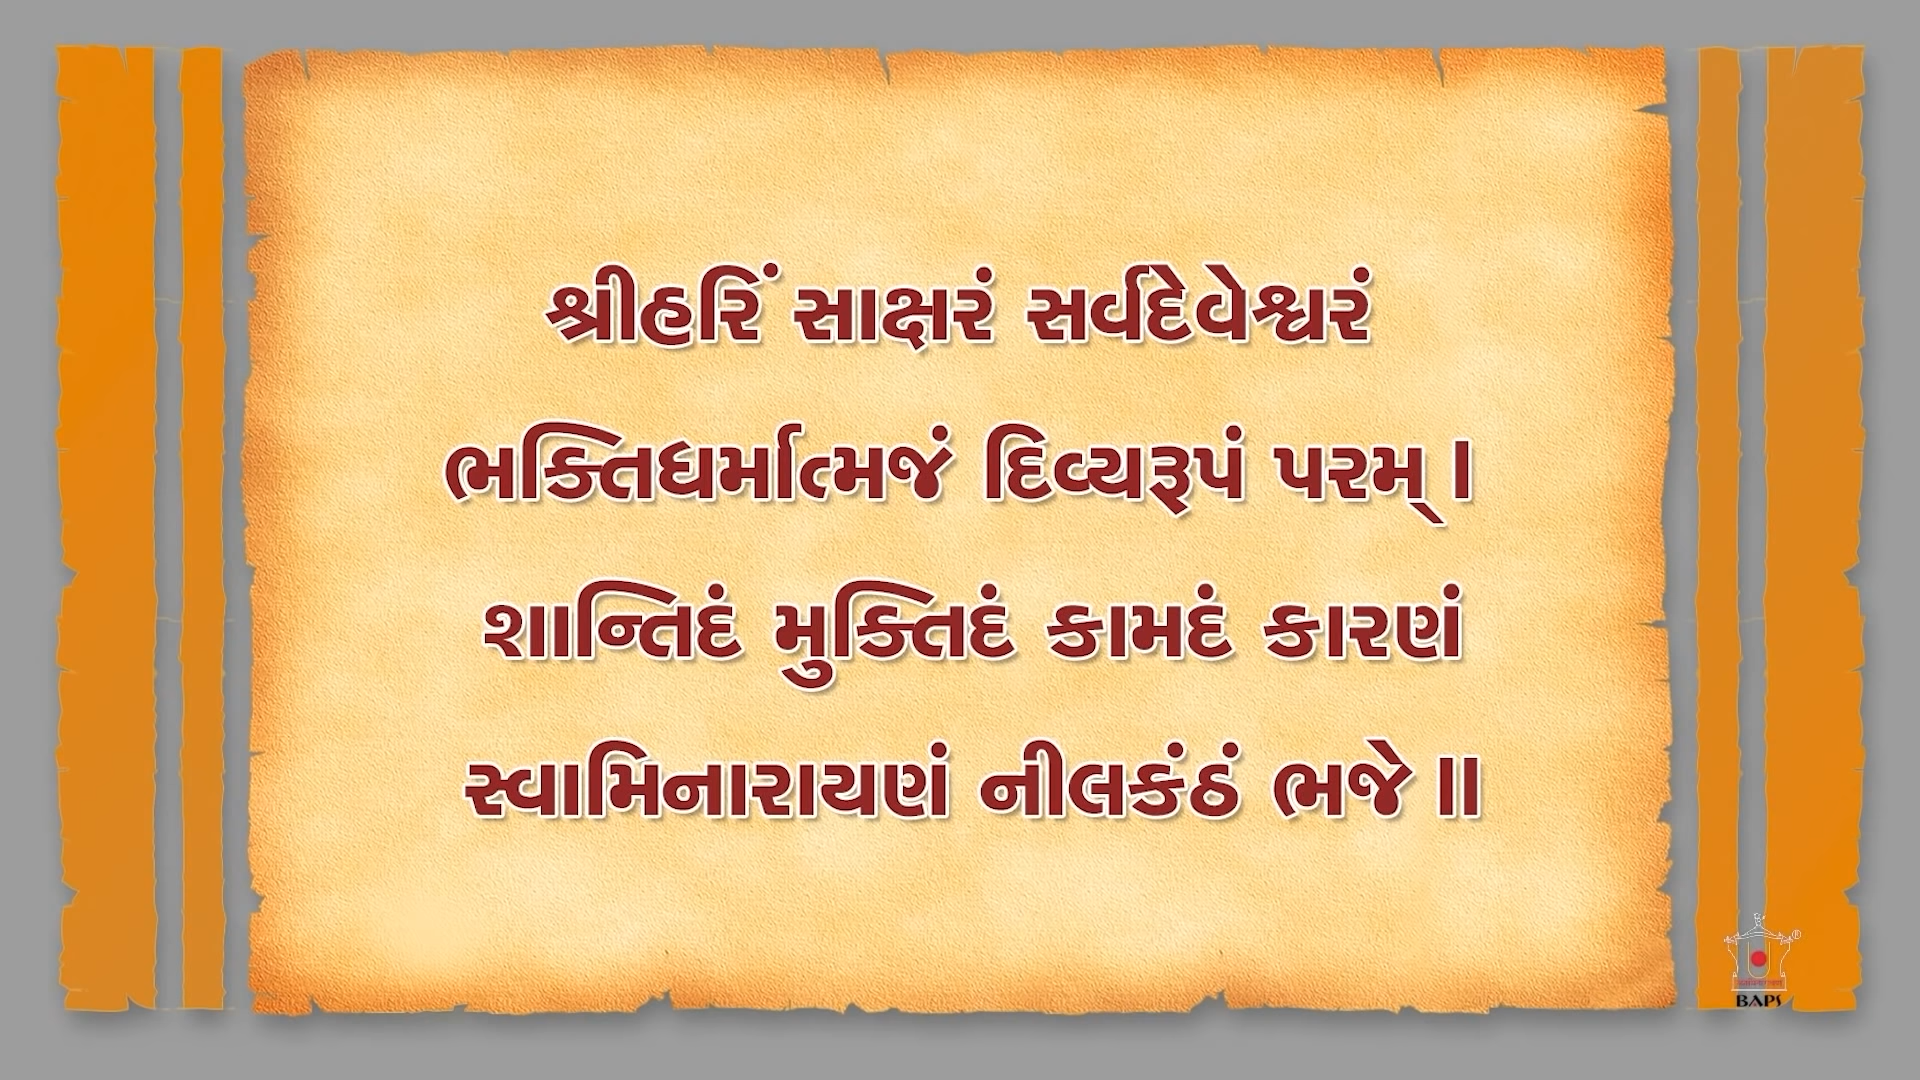 શ્રીહરિં સાક્ષરં સર્વદેવેશ્વરં
ભક્તિધર્માત્મજં દિવ્યરૂપં પરમ્ ।
શાન્તિદં મુક્તિદં કામદં કારણં
સ્વામિનારાયણં નીલકંઠં ભજે ॥
BAPS